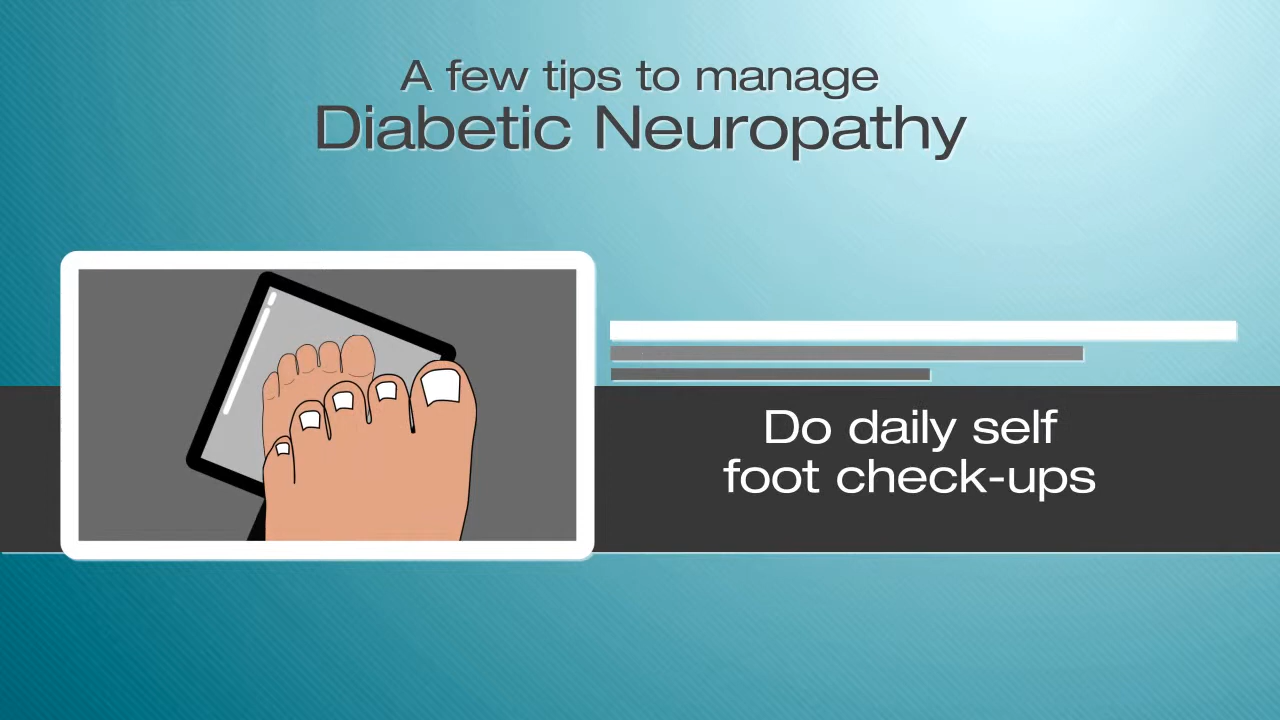 A few tips to manage
Diabetic Neuropathy
Do daily self
foot check-ups